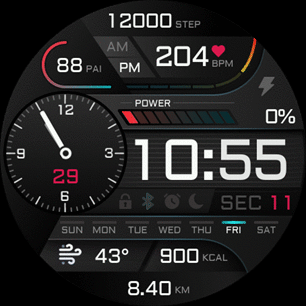 12000 STEP
AM
PM
88 PAI
204 BPM
POWER
0%
12
3
6
9
29
10:55
SEC 11
SUN MON TUE WED THU FRI SAT
43° 900 KCAL
8.40 KM